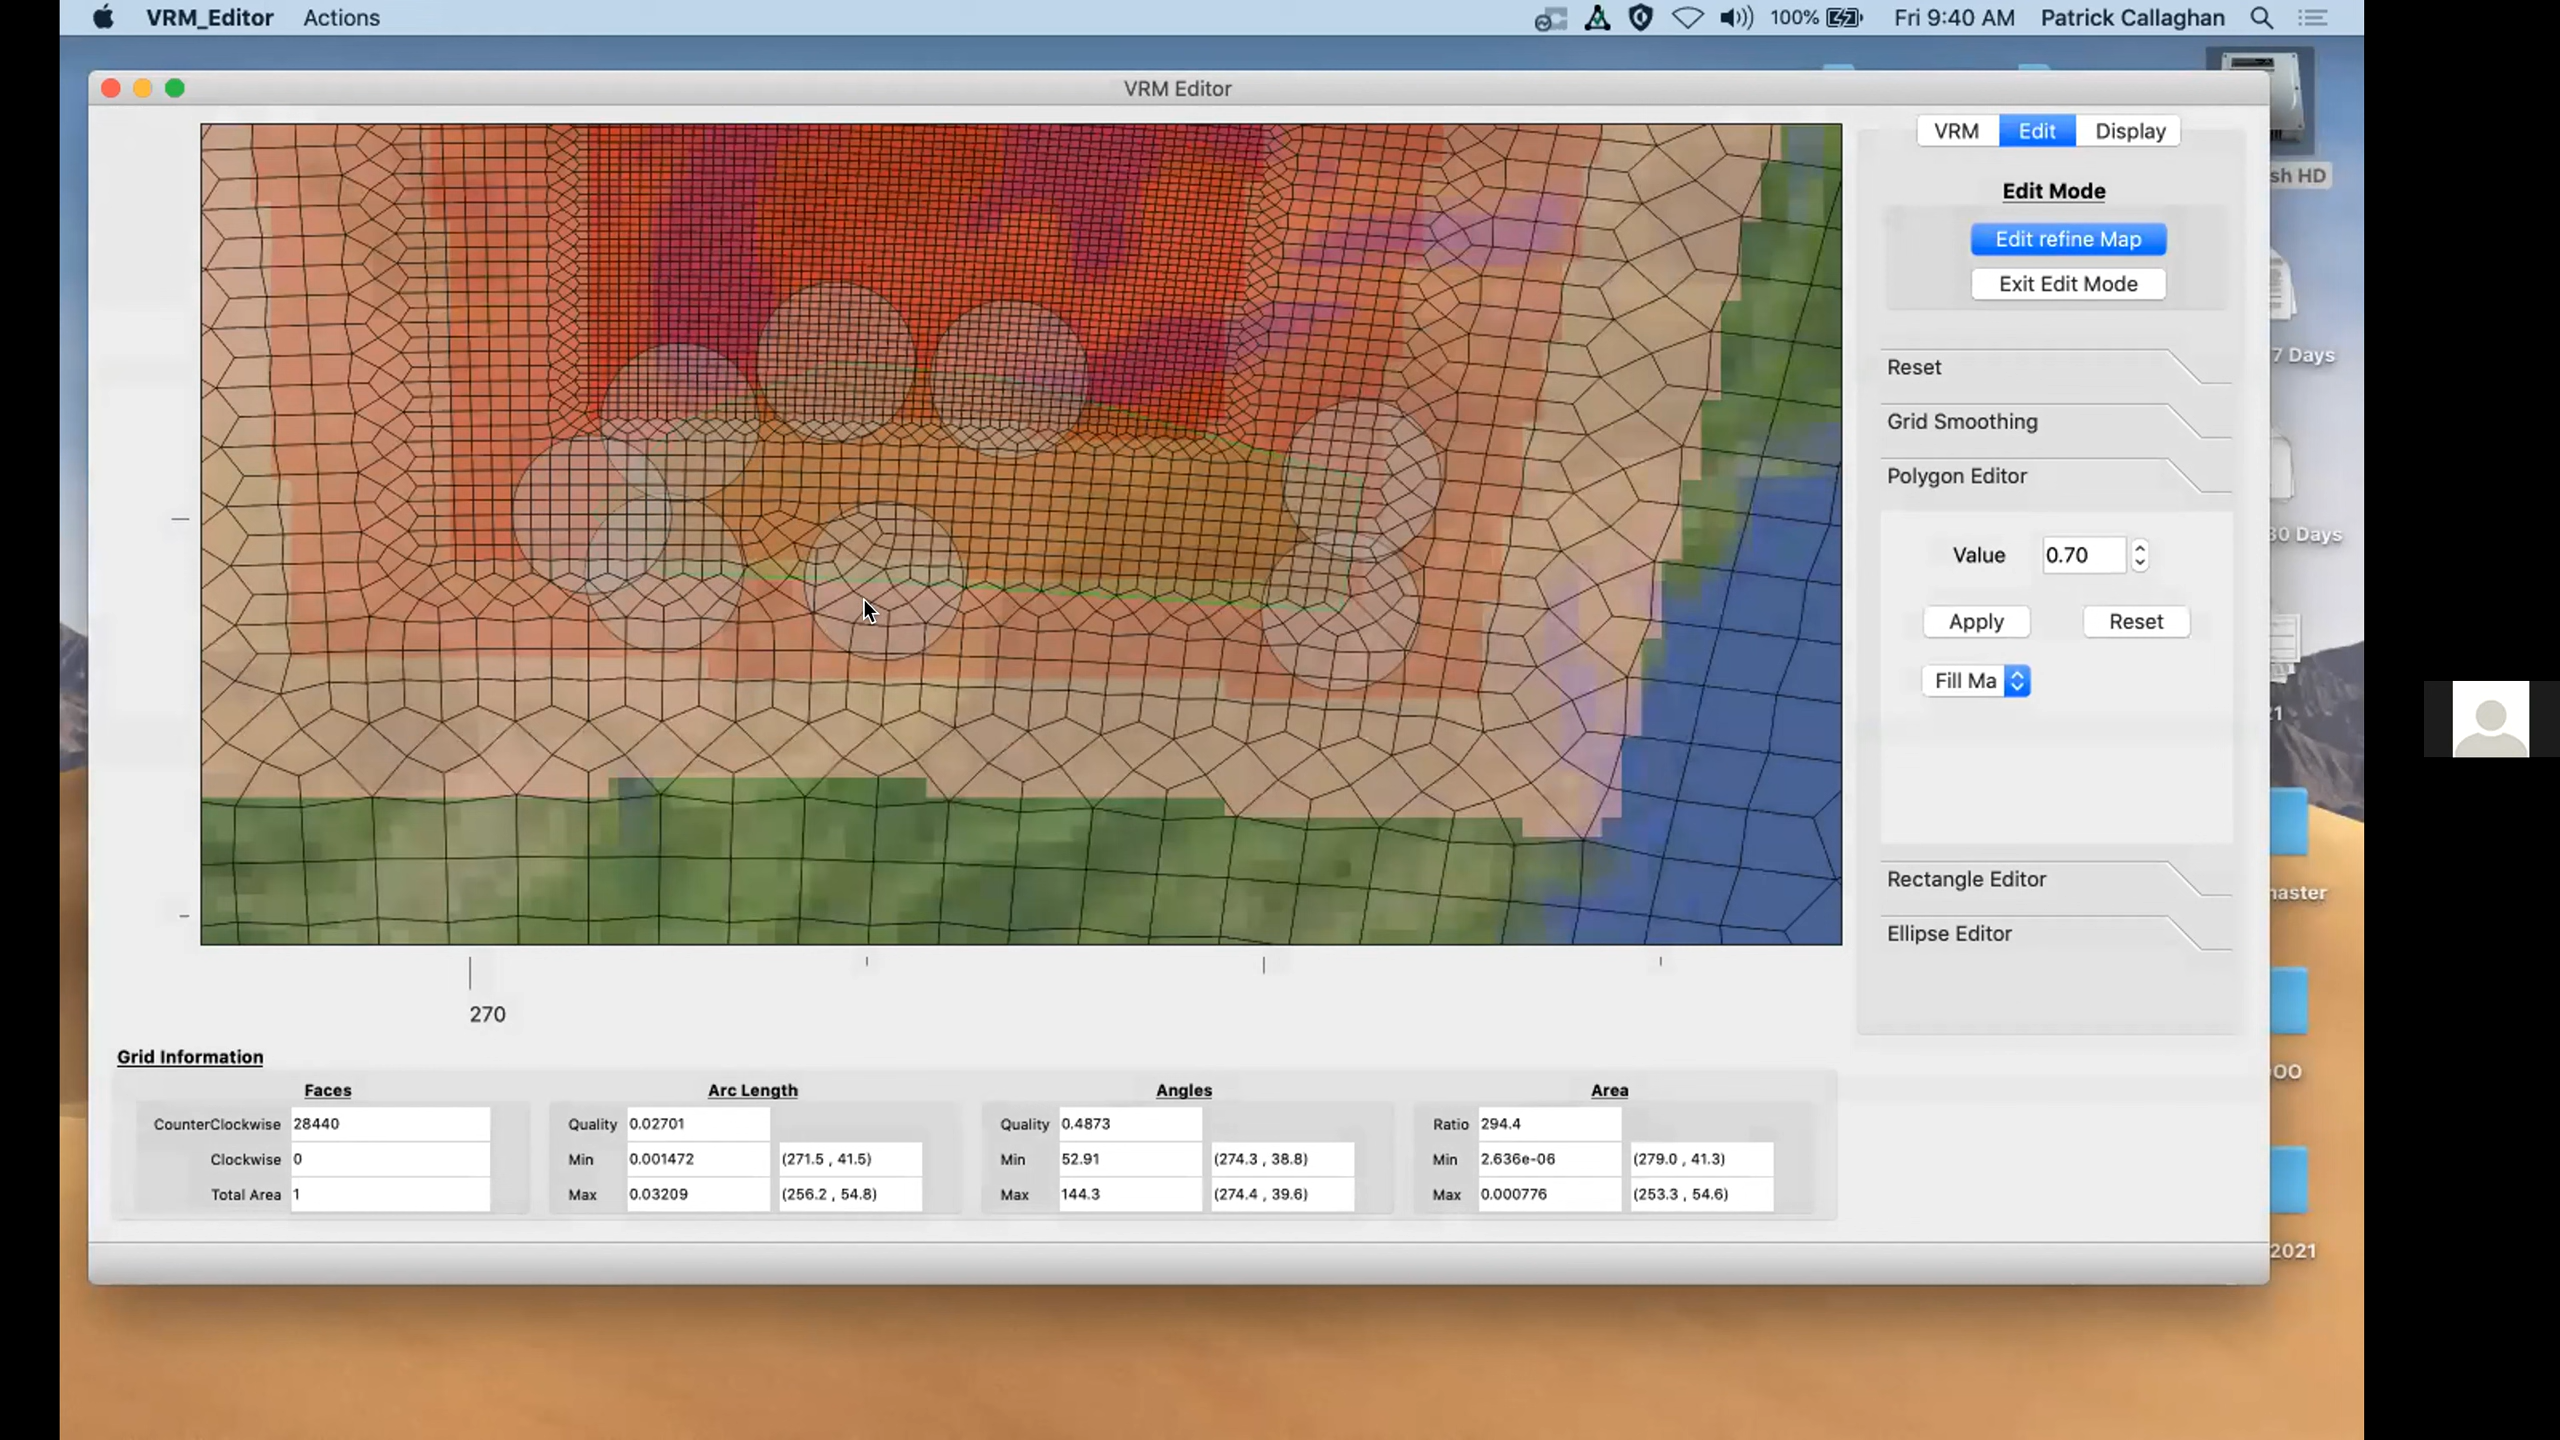 VRM_Editor Actions 100% Fri 9:40 AM Patrick Callaghan
VRM Editor
VRM Edit Display
sh HD
Edit Mode
Edit refine Map
Exit Edit Mode
7 Days
Reset
Grid Smoothing
Polygon Editor
30 Days
Value 0.70
Apply Reset
Fill Ma
21
Rectangle Editor
master
Ellipse Editor
270
Grid Information
Faces Arc Length Angles Area
CounterClockwise 28440 Quality 0.02701 Quality 0.4873 Ratio 294.4
Clockwise 0 Min 0.001472 (271.5 , 41.5) Min 52.91 (274.3 , 38.8) Min 2.636e-06 (279.0 , 41.3)
Total Area 1 Max 0.03209 (256.2 , 54.8) Max 144.3 (274.4 , 39.6) Max 0.000776 (253.3 , 54.6)
2021